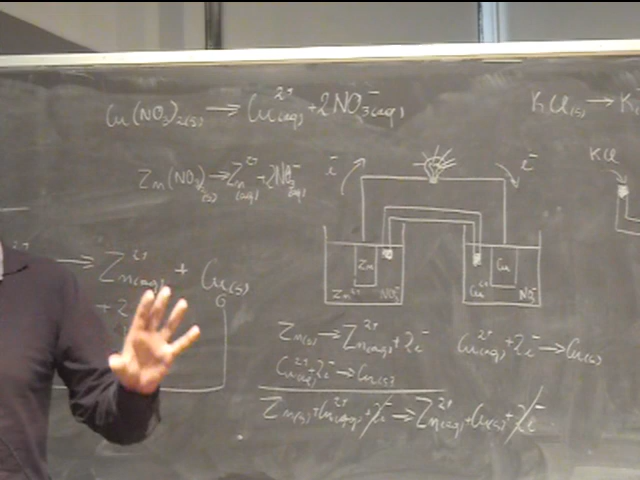 Cu(NO₃)₂(s) → Cu²⁺(aq) + 2NO₃⁻(aq)
KCl(s) → K
Zn(NO₃)₂(s) → Zn²⁺(aq) + 2NO₃⁻(aq)
e⁻ e⁻
KCl
2+ → Zn²⁺(aq) + Cu(s)
+ 2
Zn Cu
Zn²⁺ NO₃⁻ Cu²⁺ NO₃⁻
Zn(s) → Zn²⁺(aq) + 2e⁻ Cu²⁺(aq) + 2e⁻ → Cu(s)
Cu²⁺(aq) + 2e⁻ → Cu(s)
Zn(s) + Cu²⁺(aq) + 2e⁻ → Zn²⁺(aq) + Cu(s) + 2e⁻